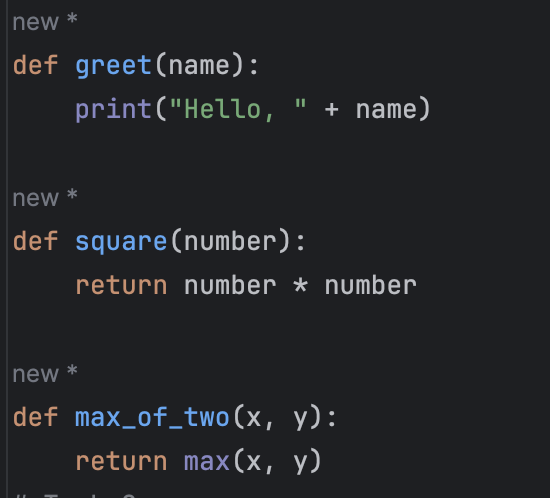 new *
def greet(name):
    print("Hello, " + name)
new *
def square(number):
    return number * number
new *
def max_of_two(x, y):
    return max(x, y)